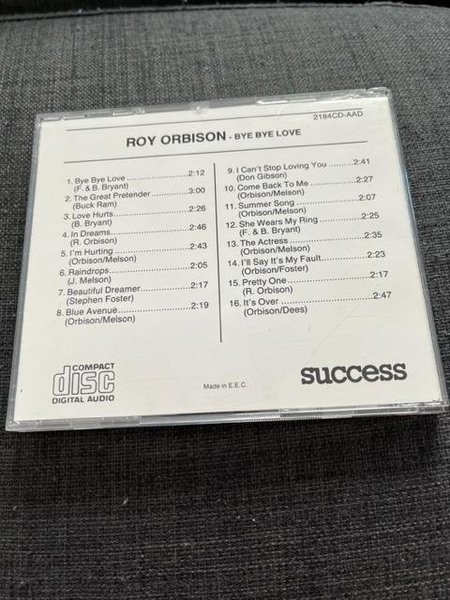 2184CD-AAD
ROY ORBISON - BYE BYE LOVE
1. Bye Bye Love ........ 2:12
(F. & B. Bryant)
2. The Great Pretender ........ 3:00
(Buck Ram)
3. Love Hurts ........ 2:26
(B. Bryant)
4. In Dreams ........ 2:46
(R. Orbison)
5. I'm Hurting ........ 2:43
(Orbison/Melson)
6. Raindrops ........ 2:05
(J. Melson)
7. Beautiful Dreamer ........ 2:17
(Stephen Foster)
8. Blue Avenue ........ 2:19
(Orbison/Melson)
9. I Can't Stop Loving You ........ 2:41
(Don Gibson)
10. Come Back To Me ........ 2:27
(Orbison/Melson)
11. Summer Song ........ 2:07
(Orbison/Melson)
12. She Wears My Ring ........ 2:25
(F. & B. Bryant)
13. The Actress ........ 2:35
(Orbison/Melson)
14. I'll Say It's My Fault ........ 2:23
(Orbison/Foster)
15. Pretty One ........ 2:17
(R. Orbison)
16. It's Over ........ 2:47
(Orbison/Dees)
COMPACT
disc
DIGITAL AUDIO
Made in E.E.C.
success